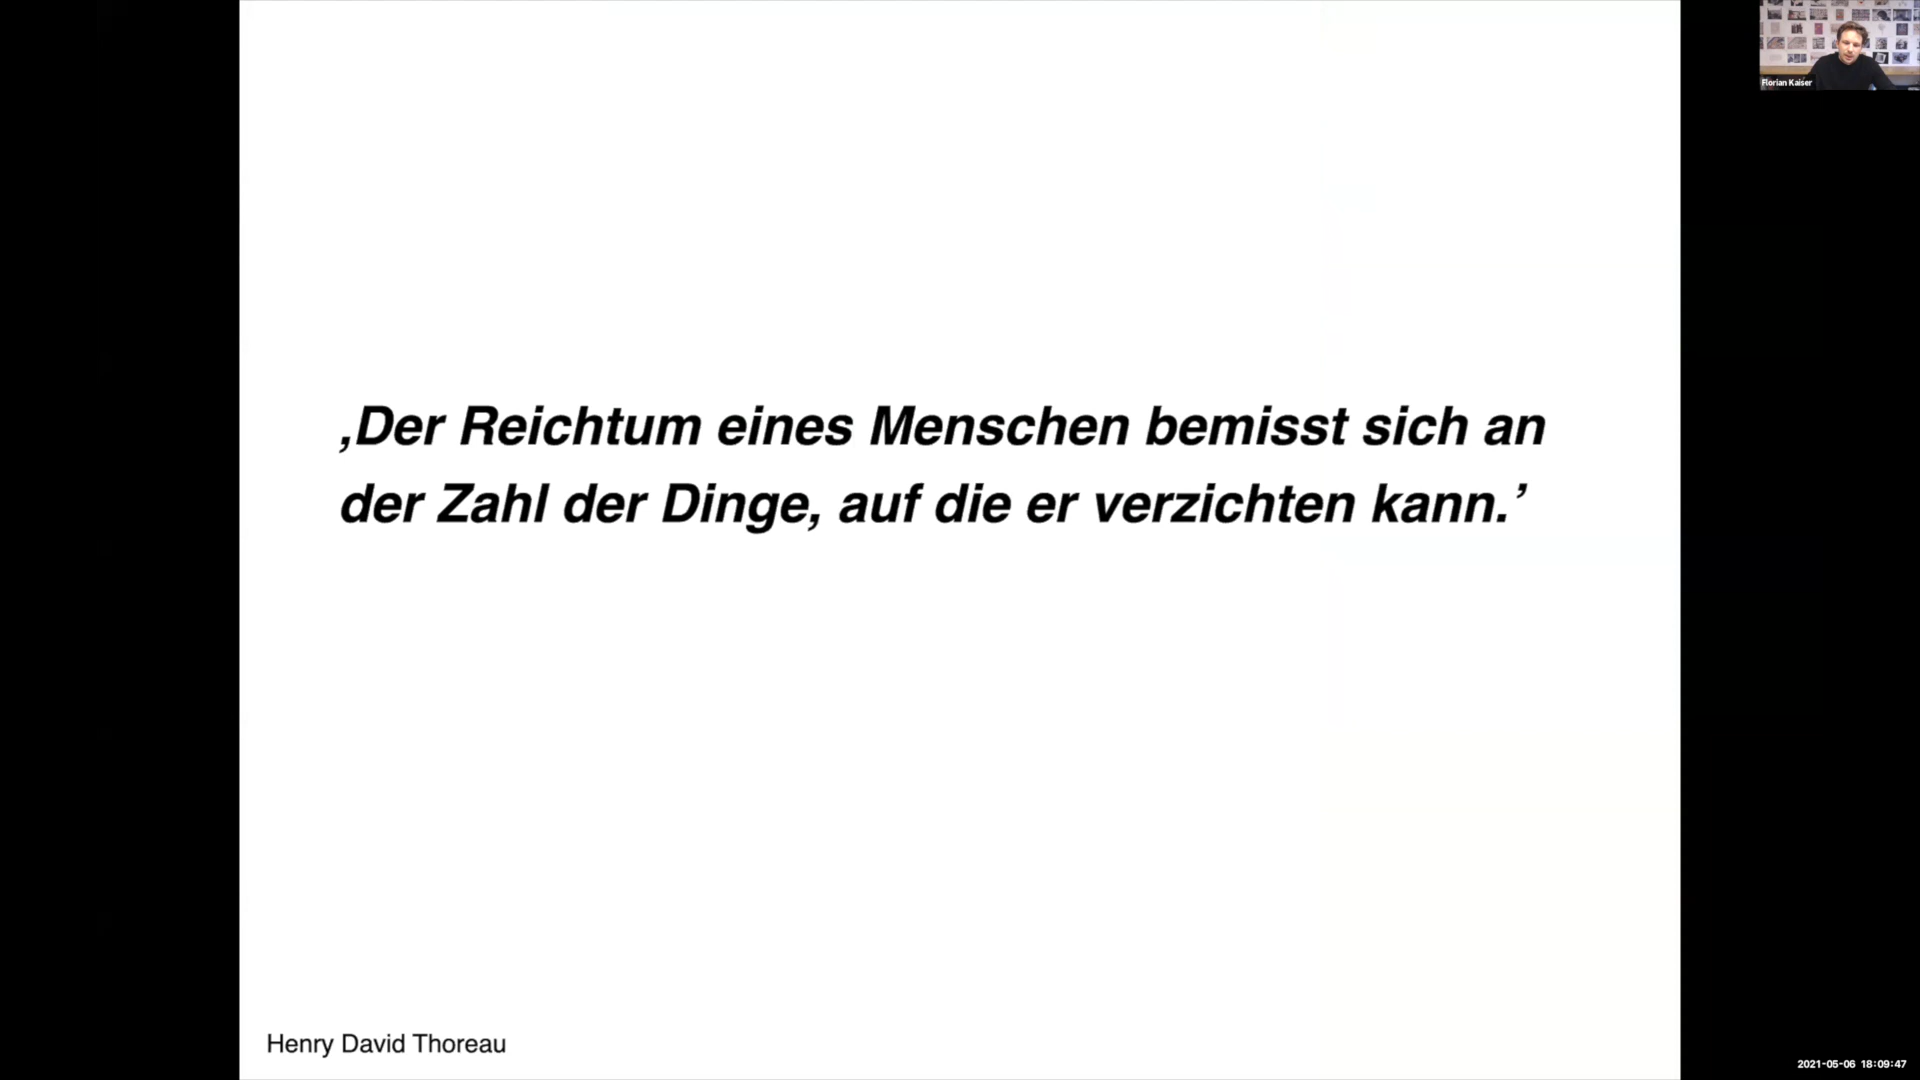 Florian Kaiser
‚Der Reichtum eines Menschen bemisst sich an
der Zahl der Dinge, auf die er verzichten kann.’
Henry David Thoreau
2021-05-06 18:09:47